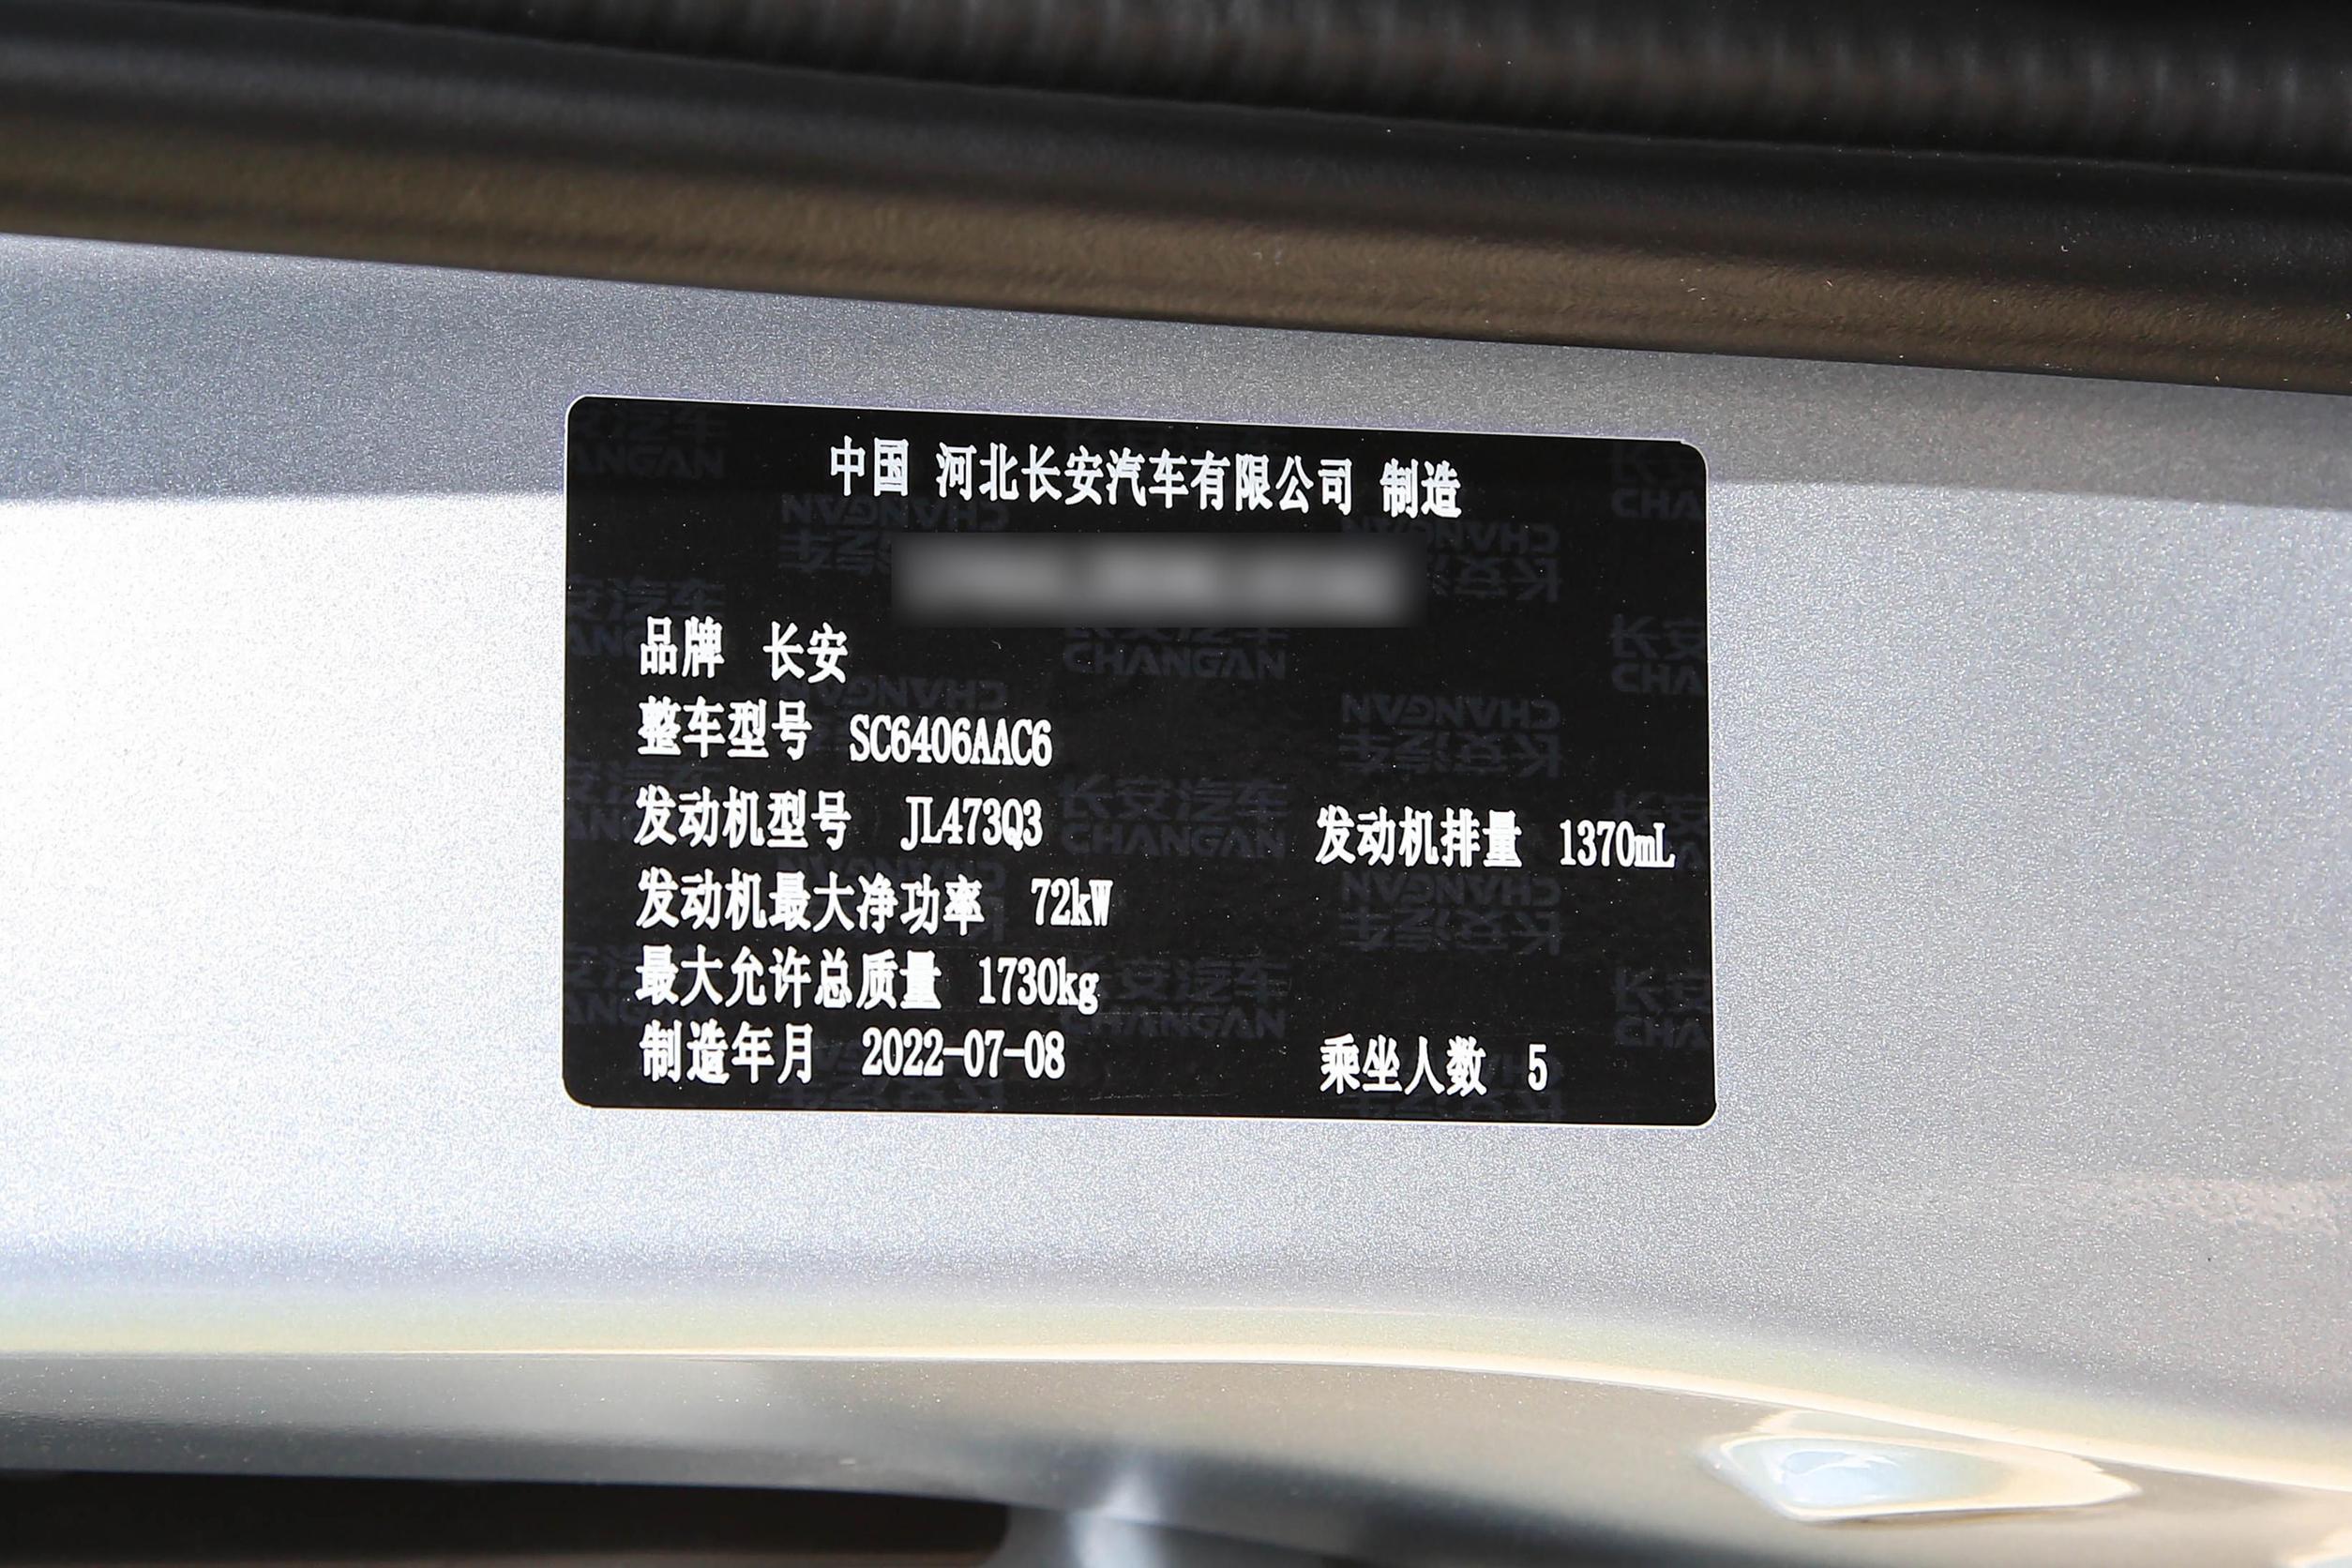 中国 河北长安汽车有限公司 制造
品牌 长安
整车型号 SC6406AAC6
发动机型号 JL473Q3 发动机排量 1370mL
发动机最大净功率 72kW
最大允许总质量 1730kg
制造年月 2022-07-08 乘坐人数 5